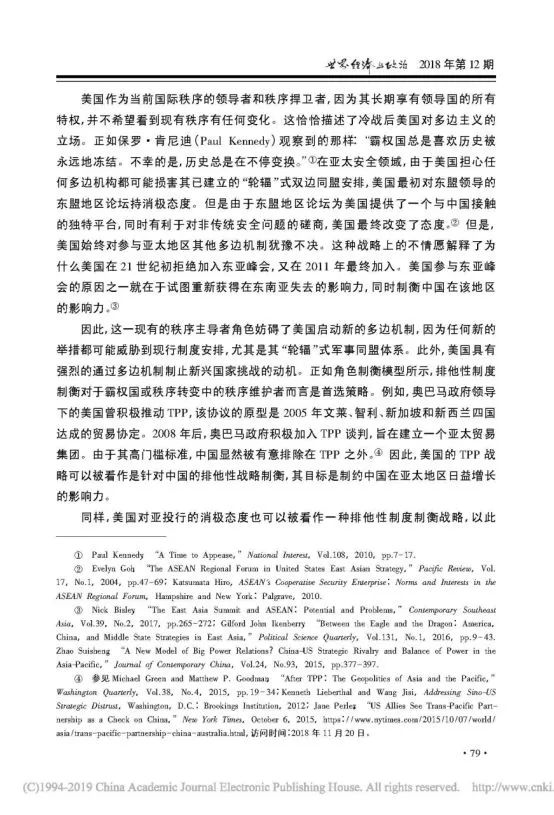 世界经济与政治 2018 年第 12 期
美国作为当前国际秩序的领导者和秩序捍卫者，因为其长期享有领导国的所有
特权，并不希望看到现有秩序有任何变化。这恰恰描述了冷战后美国对多边主义的
立场。正如保罗·肯尼迪（Paul Kennedy）观察到的那样：“霸权国总是喜欢历史被
永远地冻结。不幸的是，历史总是在不停变换。”①在亚太安全领域，由于美国担心任
何多边机构都可能损害其已建立的“轮辐”式双边同盟安排，美国最初对东盟领导的
东盟地区论坛持消极态度。但是由于东盟地区论坛为美国提供了一个与中国接触
的独特平台，同时有利于对非传统安全问题的磋商，美国最终改变了态度。② 但是，
美国始终对参与亚太地区其他多边机制犹豫不决。这种战略上的不情愿解释了为
什么美国在 21 世纪初拒绝加入东亚峰会，又在 2011 年最终加入。美国参与东亚峰
会的原因之一就在于试图重新获得在东南亚失去的影响力，同时制衡中国在该地区
的影响力。③
因此，这一现有的秩序主导者角色妨碍了美国启动新的多边机制，因为任何新的
举措都可能威胁到现行制度安排，尤其是其“轮辐”式军事同盟体系。此外，美国具有
强烈的通过多边机制制止新兴国家挑战的动机。正如角色制衡模型所示，排他性制度
制衡对于霸权国或秩序转变中的秩序维护者而言是首选策略。例如，奥巴马政府领导
下的美国曾积极推动 TPP，该协议的原型是 2005 年文莱、智利、新加坡和新西兰四国
达成的贸易协定。2008 年后，奥巴马政府积极加入 TPP 谈判，旨在建立一个亚太贸易
集团。由于其高门槛标准，中国显然被有意排除在 TPP 之外。④ 因此，美国的 TPP 战
略可以被看作是针对中国的排他性战略制衡，其目标是制约中国在亚太地区日益增长
的影响力。
同样，美国对亚投行的消极态度也可以被看作一种排他性制度制衡战略，以此
① Paul Kennedy, “A Time to Appease,” National Interest, Vol.108, 2010, pp.7-17.
② Evelyn Goh, “The ASEAN Regional Forum in United States East Asian Strategy,” Pacific Review, Vol.
17, No.1, 2004, pp.47-69; Katsumata Hiro, ASEAN's Cooperative Security Enterprise: Norms and Interests in the
ASEAN Regional Forum, Hampshire and New York: Palgrave, 2010.
③ Nick Bisley, “The East Asia Summit and ASEAN: Potential and Problems,” Contemporary Southeast
Asia, Vol.39, No.2, 2017, pp.265-272; Gilford John Ikenberry, “Between the Eagle and the Dragon: America,
China, and Middle State Strategies in East Asia,” Political Science Quarterly, Vol.131, No.1, 2016, pp.9-43.
Zhao Suisheng, “A New Model of Big Power Relations? China-US Strategic Rivalry and Balance of Power in the
Asia-Pacific,” Journal of Contemporary China, Vol.24, No.93, 2015, pp.377-397.
④ 参见 Michael Green and Matthew P. Goodman, “After TPP: The Geopolitics of Asia and the Pacific,”
Washington Quarterly, Vol.38, No.4, 2015, pp.19-34; Kenneth Lieberthal and Wang Jisi, Addressing Sino-US
Strategic Distrust, Washington, D.C.: Brookings Institution, 2012; Jane Perlez, “US Allies See Trans-Pacific Part-
nership as a Check on China,” New York Times, October 6, 2015, https://www.nytimes.com/2015/10/07/world/
asia/trans-pacific-partnership-china-australia.html，访问时间：2018 年 11 月 20 日。
·79·
(C)1994-2019 China Academic Journal Electronic Publishing House. All rights reserved. http://www.cnki.